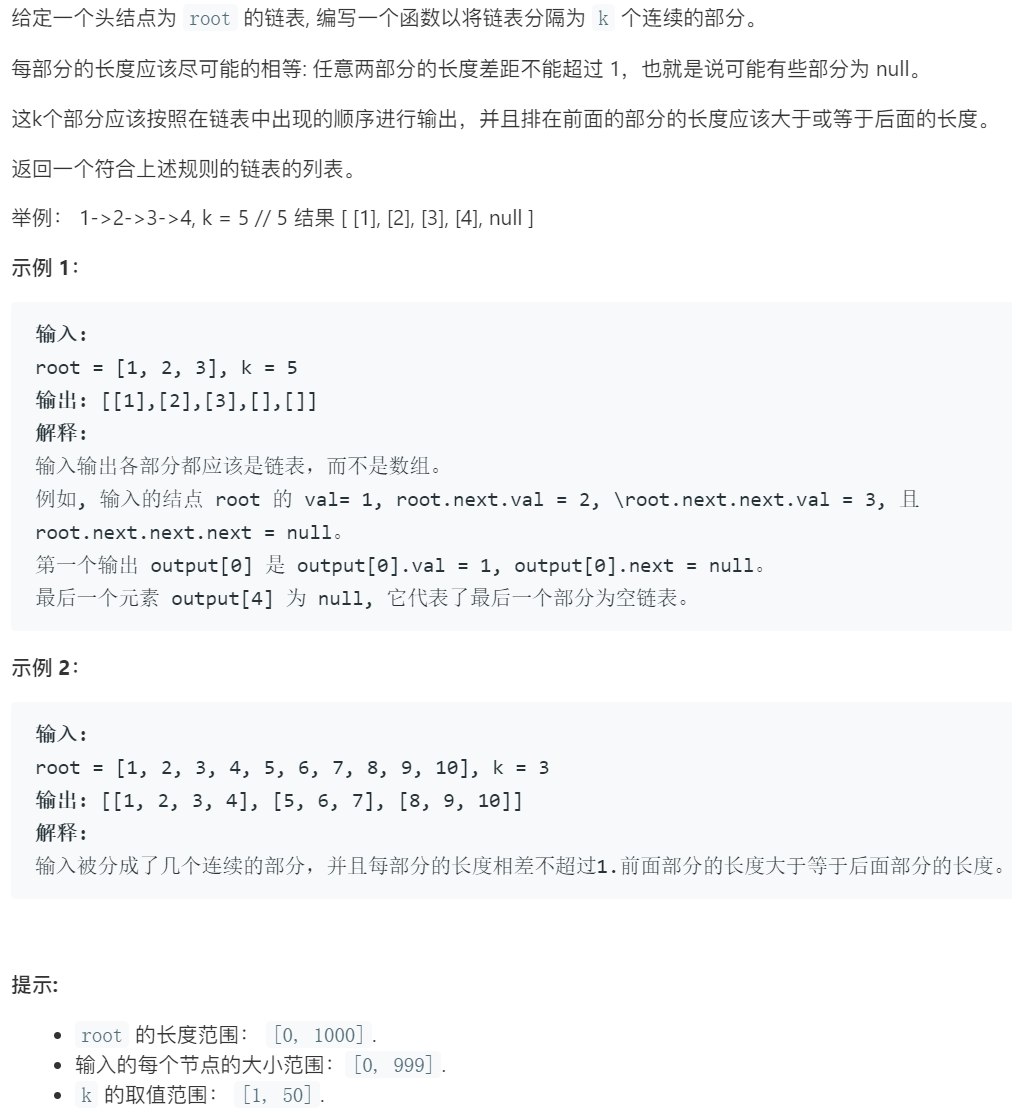 给定一个头结点为 root 的链表, 编写一个函数以将链表分隔为 k 个连续的部分。
每部分的长度应该尽可能的相等: 任意两部分的长度差距不能超过 1，也就是说可能有些部分为 null。
这k个部分应该按照在链表中出现的顺序进行输出，并且排在前面的部分的长度应该大于或等于后面的长度。
返回一个符合上述规则的链表的列表。
举例： 1->2->3->4, k = 5 // 5 结果 [ [1], [2], [3], [4], null ]
示例 1：
输入:
root = [1, 2, 3], k = 5
输出: [[1],[2],[3],[],[]]
解释:
输入输出各部分都应该是链表，而不是数组。
例如, 输入的结点 root 的 val= 1, root.next.val = 2, \root.next.next.val = 3, 且
root.next.next.next = null。
第一个输出 output[0] 是 output[0].val = 1, output[0].next = null。
最后一个元素 output[4] 为 null, 它代表了最后一个部分为空链表。
示例 2：
输入:
root = [1, 2, 3, 4, 5, 6, 7, 8, 9, 10], k = 3
输出: [[1, 2, 3, 4], [5, 6, 7], [8, 9, 10]]
解释:
输入被分成了几个连续的部分，并且每部分的长度相差不超过1.前面部分的长度大于等于后面部分的长度。
提示:
• root 的长度范围： [0, 1000].
• 输入的每个节点的大小范围：[0, 999].
• k 的取值范围： [1, 50].